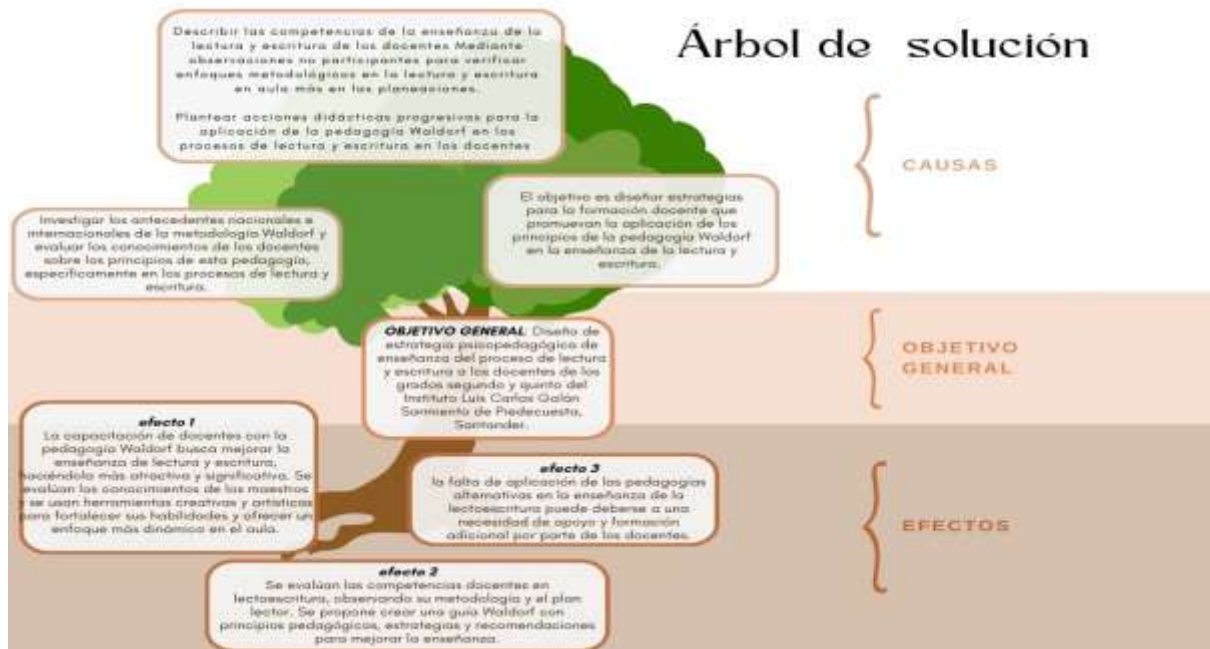 Árbol de solución
Describir las competencias de la enseñanza de la
lectura y escritura de los docentes Mediante
observaciones no participantes para verificar
enfoques metodológicos en la lectura y escritura
en aula más en las planeaciones.
Plantear acciones didácticas progresivas para la
aplicación de la pedagogía Waldorf en los
procesos de lectura y escritura en los docentes
CAUSAS
El objetivo es diseñar estrategias
para la formación docente que
promuevan la aplicación de los
principios de la pedagogía Waldorf
en la enseñanza de la lectura y
escritura.
Investigar los antecedentes nacionales e
internacionales de la metodología Waldorf y
evaluar los conocimientos de los docentes
sobre los principios de esta pedagogía,
específicamente en los procesos de lectura y
escritura.
OBJETIVO GENERAL Diseño de
estrategia psicopedagógica de
enseñanza del proceso de lectura
y escritura a los docentes de los
grados segundo y quinto del
Instituto Luis Carlos Galán
Sarmiento de Piedecuesta,
Santander.
OBJETIVO
GENERAL
efecto 1
La capacitación de docentes con la
pedagogía Waldorf busca mejorar la
enseñanza de lectura y escritura,
haciéndola más atractiva y significativa. Se
evalúan los conocimientos de los maestros
y se usan herramientas creativas y artísticas
para fortalecer sus habilidades y ofrecer un
enfoque más dinámico en el aula.
efecto 3
la falta de aplicación de las pedagogías
alternativas en la enseñanza de la
lectoescritura puede deberse a una
necesidad de apoyo y formación
adicional por parte de los docentes.
EFECTOS
efecto 2
Se evalúan las competencias docentes en
lectoescritura, observando su metodología y el plan
lector. Se propone crear una guía Waldorf con
principios pedagógicos, estrategias y recomendaciones
para mejorar la enseñanza.